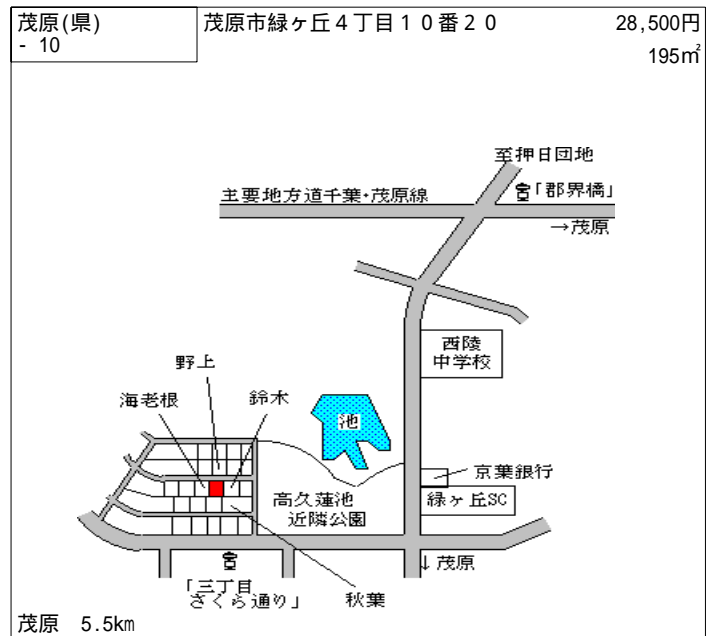 茂原(県)
- 10
茂原市緑ヶ丘４丁目１０番２０
28,500円
195㎡
至押日団地
主要地方道千葉・茂原線
「郡界橋」
→茂原
西陵
中学校
野上
海老根
鈴木
池
京葉銀行
高久蓮池
近隣公園
緑ヶ丘SC
↓茂原
「三丁目
さくら通り」
秋葉
茂原 5.5km